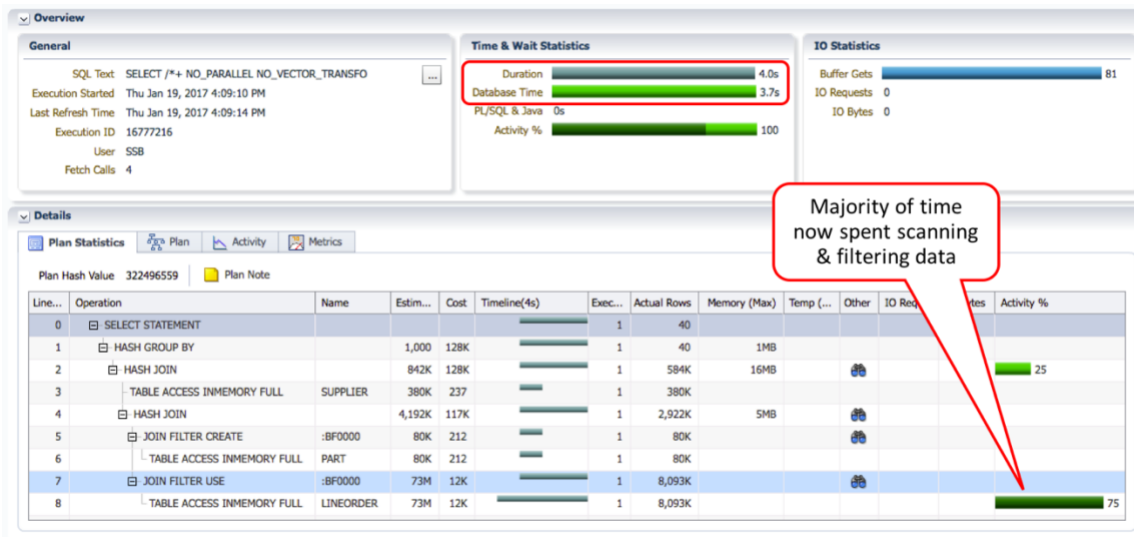 Overview
General
SQL Text SELECT /*+ NO_PARALLEL NO_VECTOR_TRANSFO ...
Execution Started Thu Jan 19, 2017 4:09:10 PM
Last Refresh Time Thu Jan 19, 2017 4:09:14 PM
Execution ID 16777216
User SSB
Fetch Calls 4
Time & Wait Statistics
Duration 4.0s
Database Time 3.7s
PL/SQL & Java 0s
Activity % 100
IO Statistics
Buffer Gets 81
IO Requests 0
IO Bytes 0
Majority of time
now spent scanning
& filtering data
Details
Plan Statistics Plan Activity Metrics
Plan Hash Value 322496559 Plan Note
Line... Operation Name Estim... Cost Timeline(4s) Exec... Actual Rows Memory (Max) Temp (... Other IO Req Activity %
0 SELECT STATEMENT 1 40
1 HASH GROUP BY 1,000 128K 1 40 1MB
2 HASH JOIN 842K 128K 1 584K 16MB 25
3 TABLE ACCESS INMEMORY FULL SUPPLIER 380K 237 1 380K
4 HASH JOIN 4,192K 117K 1 2,922K 5MB
5 JOIN FILTER CREATE :BF0000 80K 212 1 80K
6 TABLE ACCESS INMEMORY FULL PART 80K 212 1 80K
7 JOIN FILTER USE :BF0000 73M 12K 1 8,093K
8 TABLE ACCESS INMEMORY FULL LINEORDER 73M 12K 1 8,093K 75